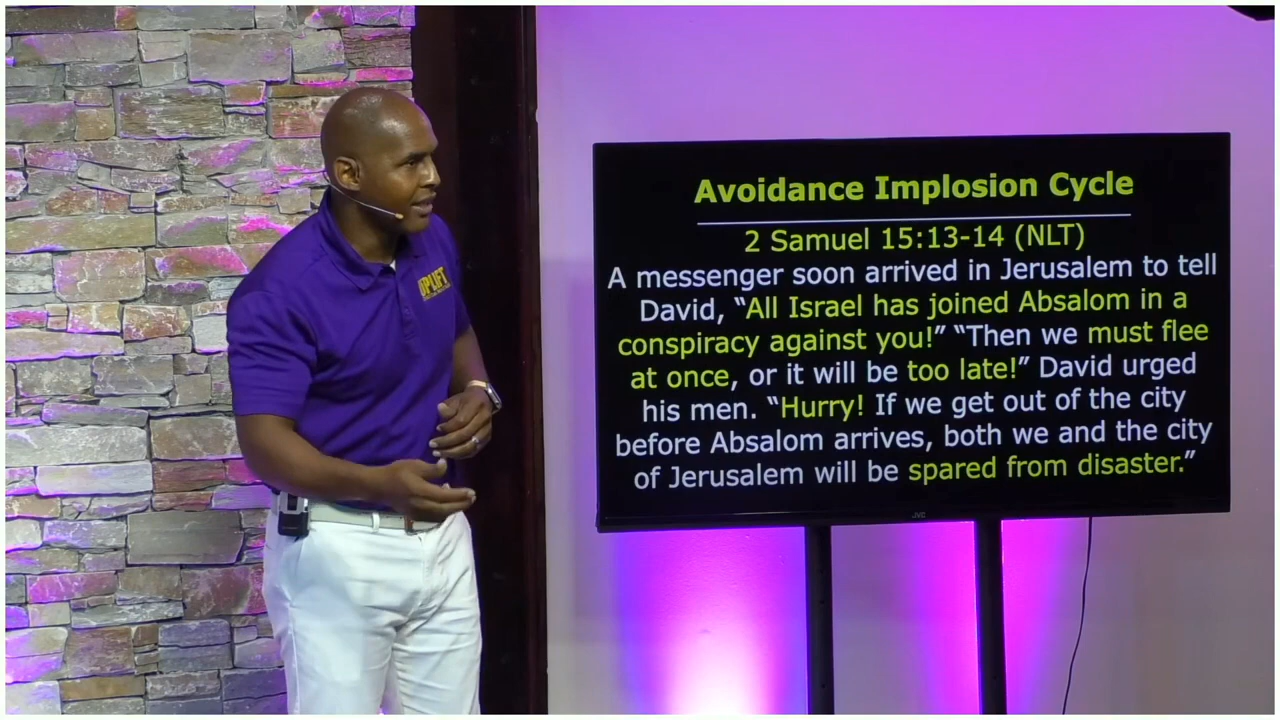 UPLIFT
Avoidance Implosion Cycle
2 Samuel 15:13-14 (NLT)
A messenger soon arrived in Jerusalem to tell
David, “All Israel has joined Absalom in a
conspiracy against you!” “Then we must flee
at once, or it will be too late!” David urged
his men. “Hurry! If we get out of the city
before Absalom arrives, both we and the city
of Jerusalem will be spared from disaster.”
JVC